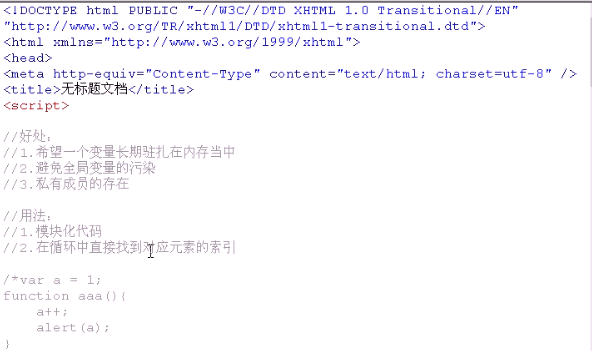 <!DOCTYPE html PUBLIC "-//W3C//DTD XHTML 1.0 Transitional//EN"
"http://www.w3.org/TR/xhtml1/DTD/xhtml1-transitional.dtd">
<html xmlns="http://www.w3.org/1999/xhtml">
<head>
<meta http-equiv="Content-Type" content="text/html; charset=utf-8" />
<title>无标题文档</title>
<script>
//好处：
//1.希望一个变量长期驻扎在内存当中
//2.避免全局变量的污染
//3.私有成员的存在
//用法：
//1.模块化代码
//2.在循环中直接找到对应元素的索引
/*var a = 1;
function aaa(){
    a++;
    alert(a);
}